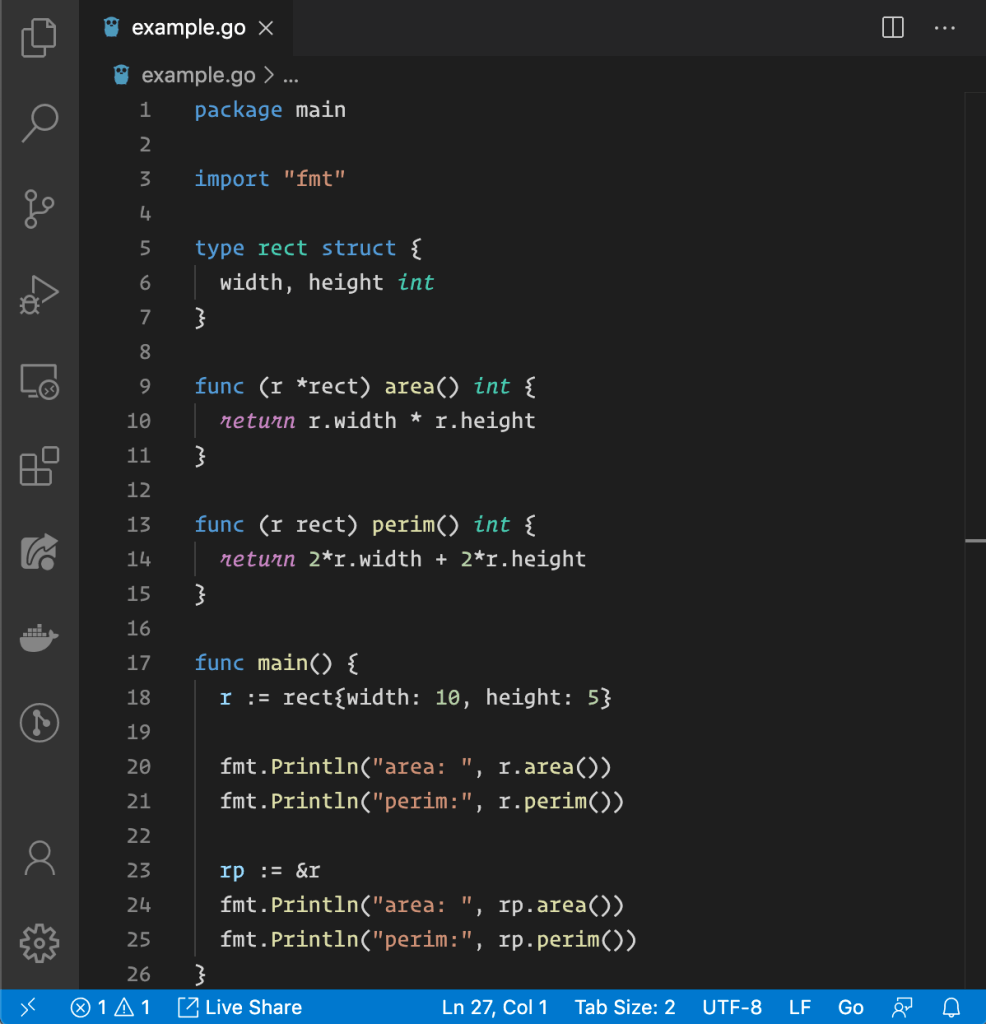 example.go
example.go > ...
1 package main
2
3 import "fmt"
4
5 type rect struct {
6   width, height int
7 }
8
9 func (r *rect) area() int {
10   return r.width * r.height
11 }
12
13 func (r rect) perim() int {
14   return 2*r.width + 2*r.height
15 }
16
17 func main() {
18   r := rect{width: 10, height: 5}
19
20   fmt.Println("area: ", r.area())
21   fmt.Println("perim:", r.perim())
22
23   rp := &r
24   fmt.Println("area: ", rp.area())
25   fmt.Println("perim:", rp.perim())
26 }
1 1 Live Share Ln 27, Col 1 Tab Size: 2 UTF-8 LF Go